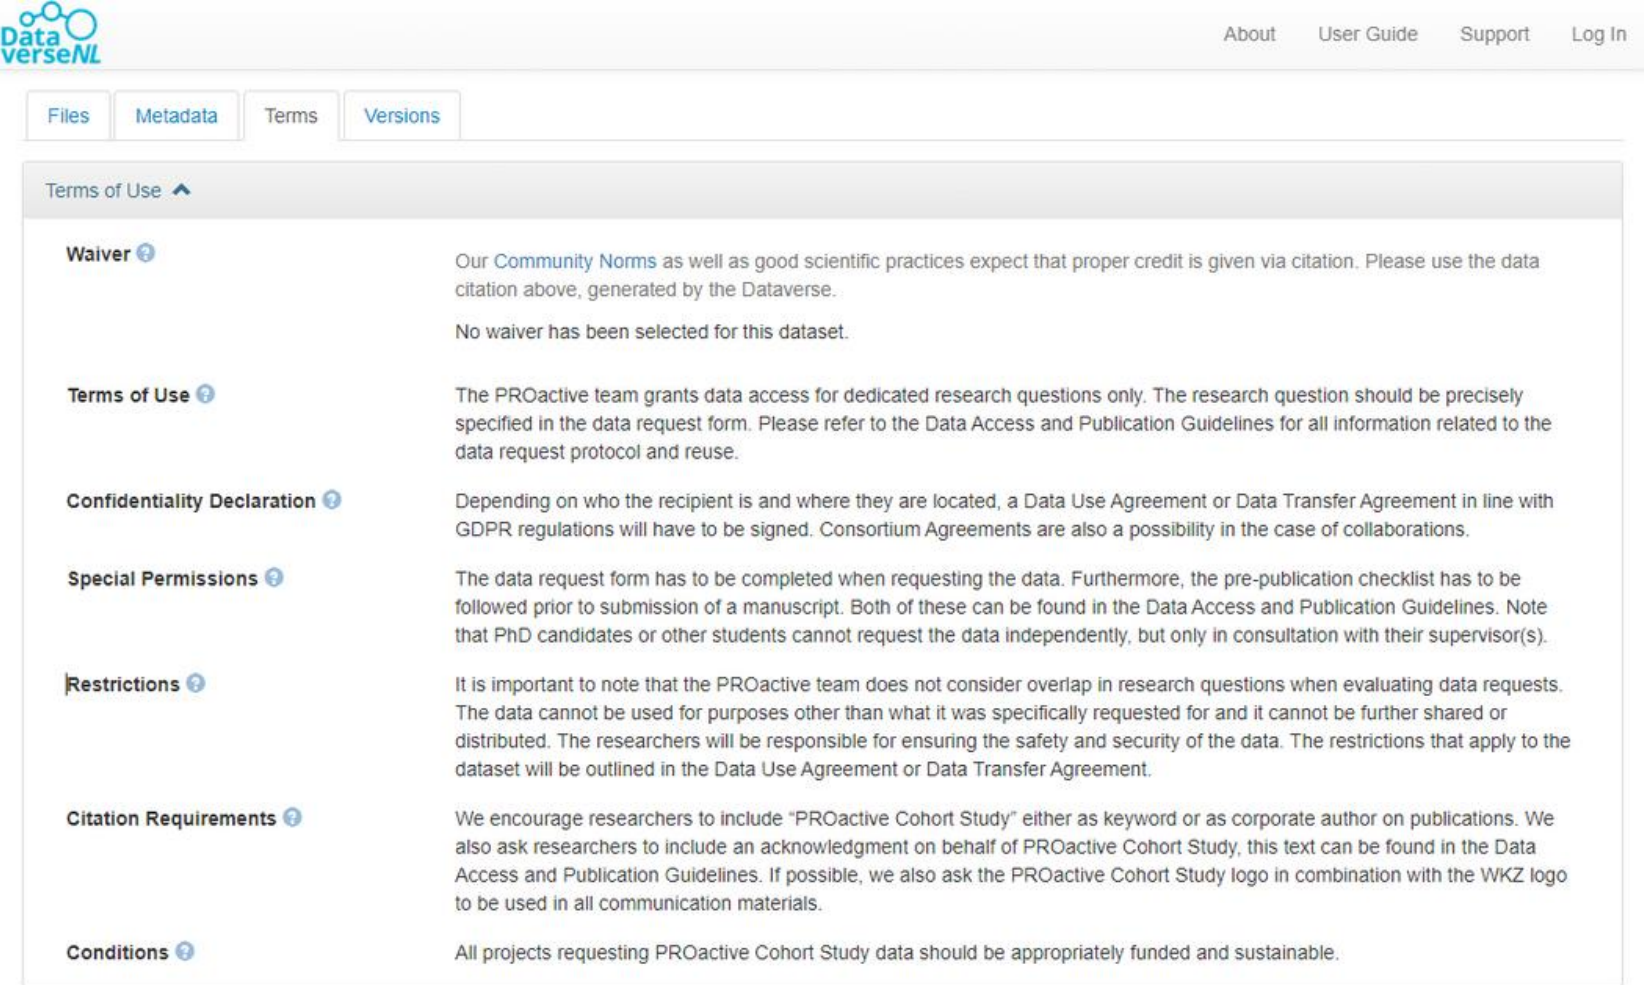 Data
verseNL
About User Guide Support Log In
Files Metadata Terms Versions
Terms of Use
Waiver
Our Community Norms as well as good scientific practices expect that proper credit is given via citation. Please use the data
citation above, generated by the Dataverse.
No waiver has been selected for this dataset.
Terms of Use
The PROactive team grants data access for dedicated research questions only. The research question should be precisely
specified in the data request form. Please refer to the Data Access and Publication Guidelines for all information related to the
data request protocol and reuse.
Confidentiality Declaration
Depending on who the recipient is and where they are located, a Data Use Agreement or Data Transfer Agreement in line with
GDPR regulations will have to be signed. Consortium Agreements are also a possibility in the case of collaborations.
Special Permissions
The data request form has to be completed when requesting the data. Furthermore, the pre-publication checklist has to be
followed prior to submission of a manuscript. Both of these can be found in the Data Access and Publication Guidelines. Note
that PhD candidates or other students cannot request the data independently, but only in consultation with their supervisor(s).
Restrictions
It is important to note that the PROactive team does not consider overlap in research questions when evaluating data requests.
The data cannot be used for purposes other than what it was specifically requested for and it cannot be further shared or
distributed. The researchers will be responsible for ensuring the safety and security of the data. The restrictions that apply to the
dataset will be outlined in the Data Use Agreement or Data Transfer Agreement.
Citation Requirements
We encourage researchers to include “PROactive Cohort Study” either as keyword or as corporate author on publications. We
also ask researchers to include an acknowledgment on behalf of PROactive Cohort Study, this text can be found in the Data
Access and Publication Guidelines. If possible, we also ask the PROactive Cohort Study logo in combination with the WKZ logo
to be used in all communication materials.
Conditions
All projects requesting PROactive Cohort Study data should be appropriately funded and sustainable.